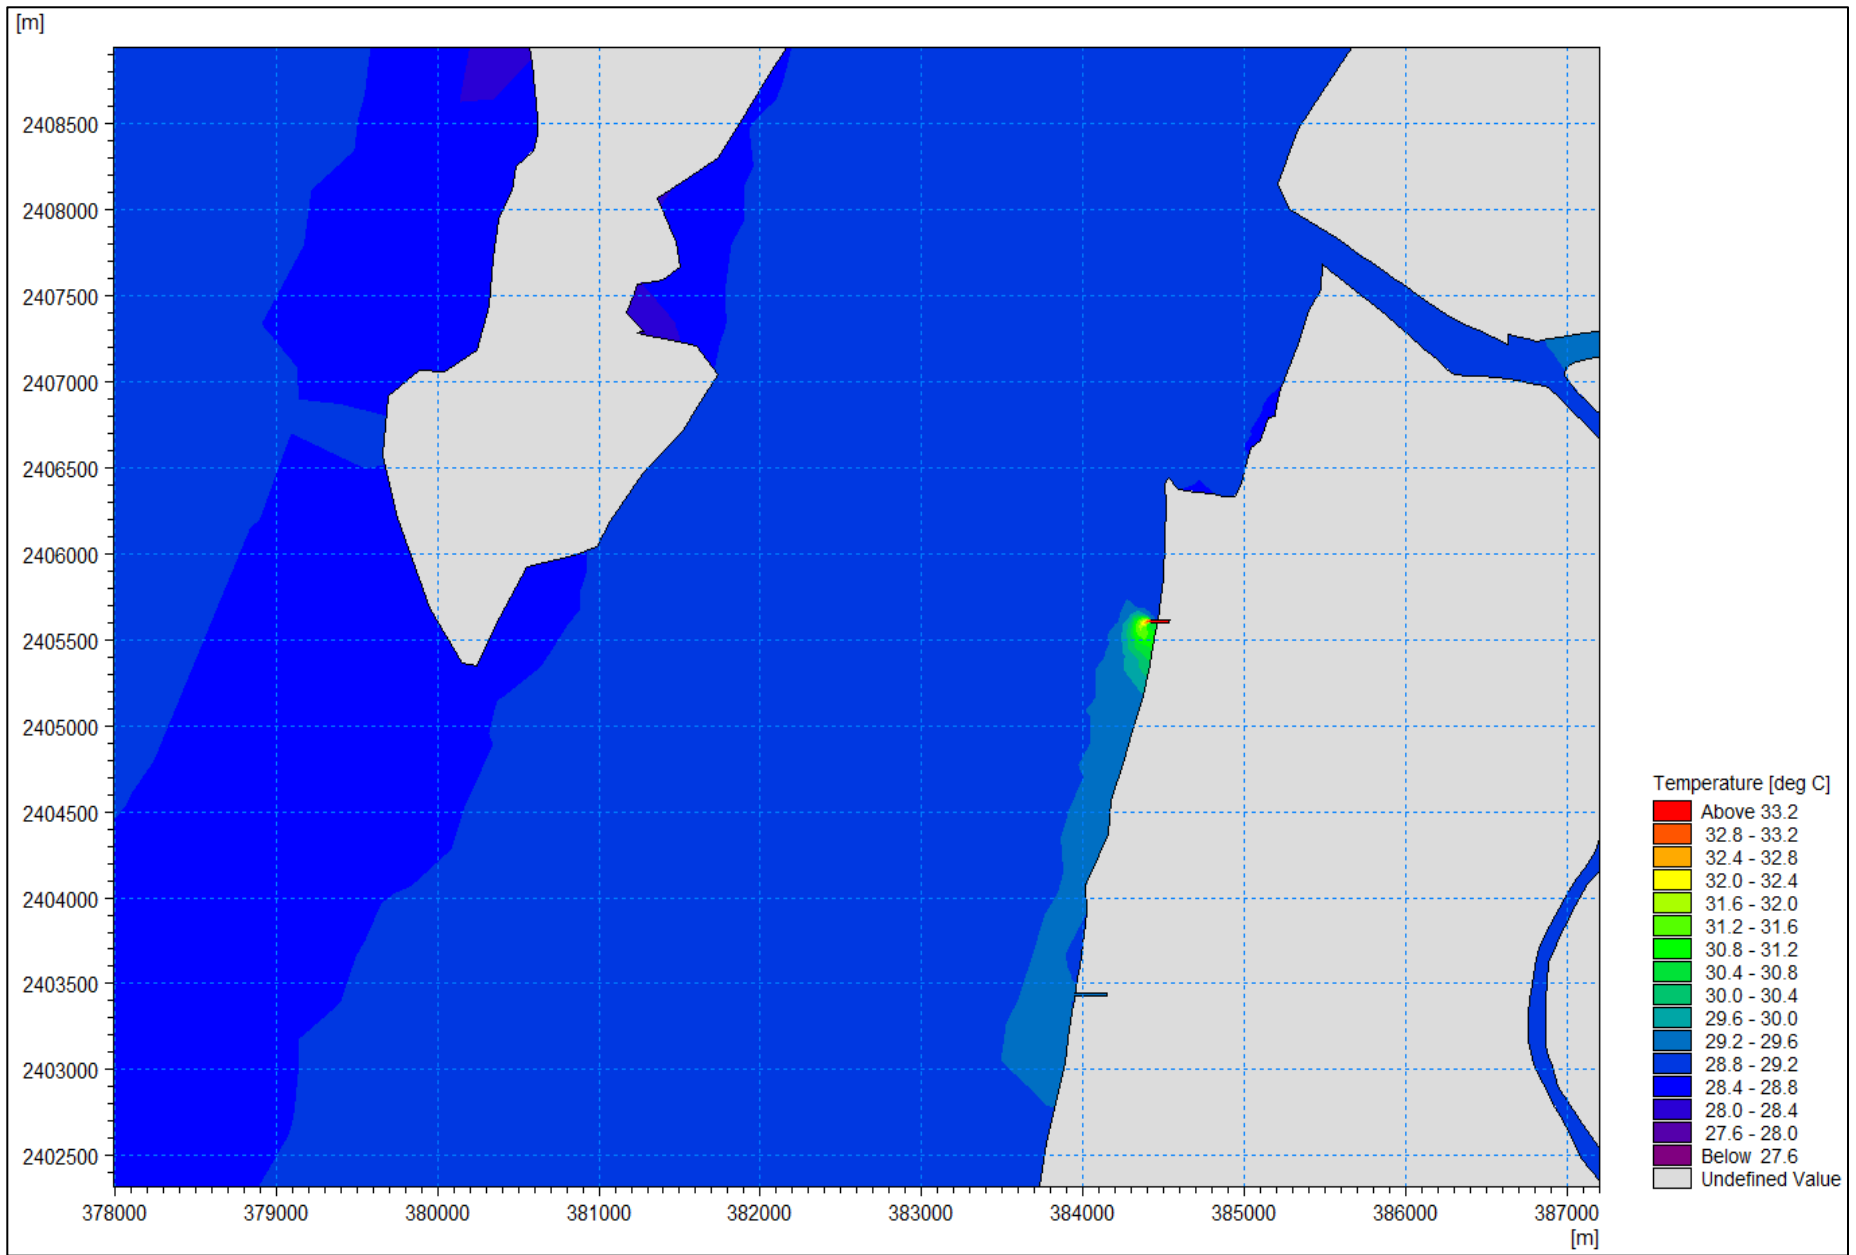 [m]
2408500
2408000
2407500
2407000
2406500
2406000
2405500
2405000
2404500
2404000
2403500
2403000
2402500
378000 379000 380000 381000 382000 383000 384000 385000 386000 387000
[m]
Temperature [deg C]
Above 33.2
32.8 - 33.2
32.4 - 32.8
32.0 - 32.4
31.6 - 32.0
31.2 - 31.6
30.8 - 31.2
30.4 - 30.8
30.0 - 30.4
29.6 - 30.0
29.2 - 29.6
28.8 - 29.2
28.4 - 28.8
28.0 - 28.4
27.6 - 28.0
Below 27.6
Undefined Value